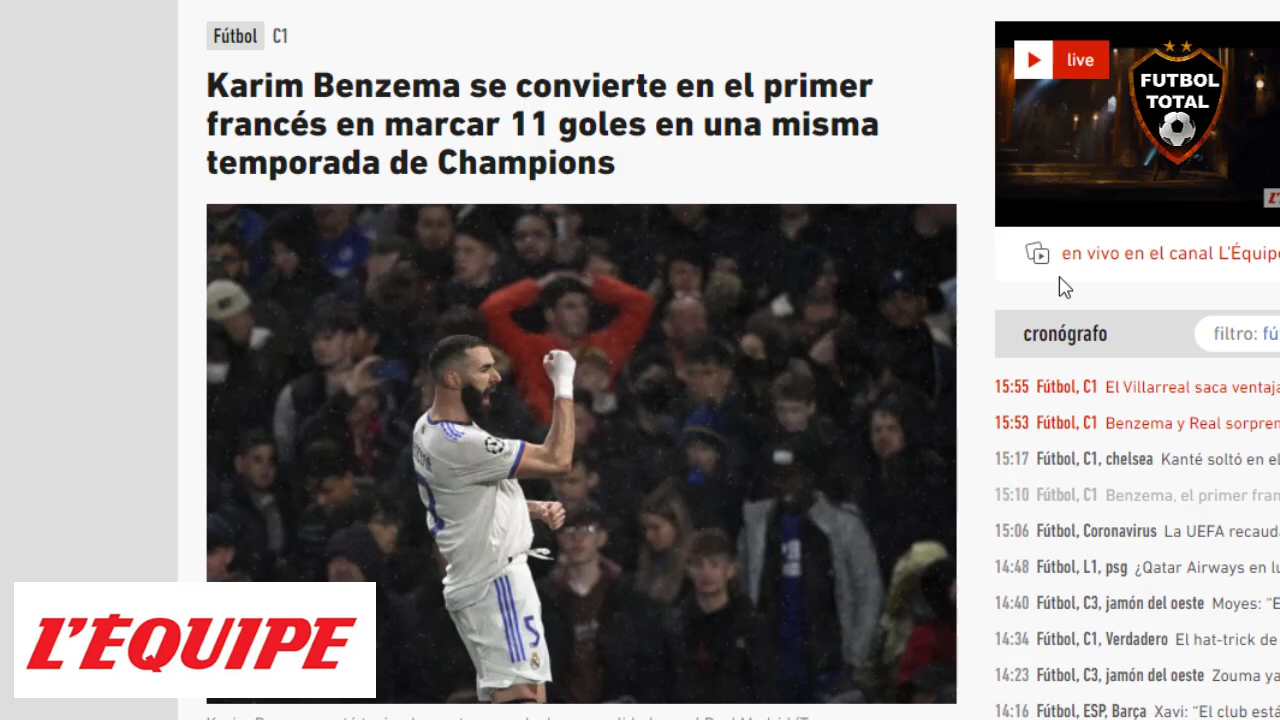 Fútbol C1
Karim Benzema se convierte en el primer
francés en marcar 11 goles en una misma
temporada de Champions
live
FUTBOL
TOTAL
en vivo en el canal L'Équipe
cronógrafo
filtro: fú
15:55 Fútbol, C1 El Villarreal saca ventaja
15:53 Fútbol, C1 Benzema y Real sorpren
15:17 Fútbol, C1, chelsea Kanté soltó en el
15:10 Fútbol, C1 Benzema, el primer fran
15:06 Fútbol, Coronavirus La UEFA recauda
14:48 Fútbol, L1, psg ¿Qatar Airways en lu
14:40 Fútbol, C3, jamón del oeste Moyes: "E
14:34 Fútbol, C1, Verdadero El hat-trick de
14:23 Fútbol, C3, jamón del oeste Zouma ya
14:16 Fútbol, ESP, Barça Xavi: "El club está
5
L'ÉQUIPE